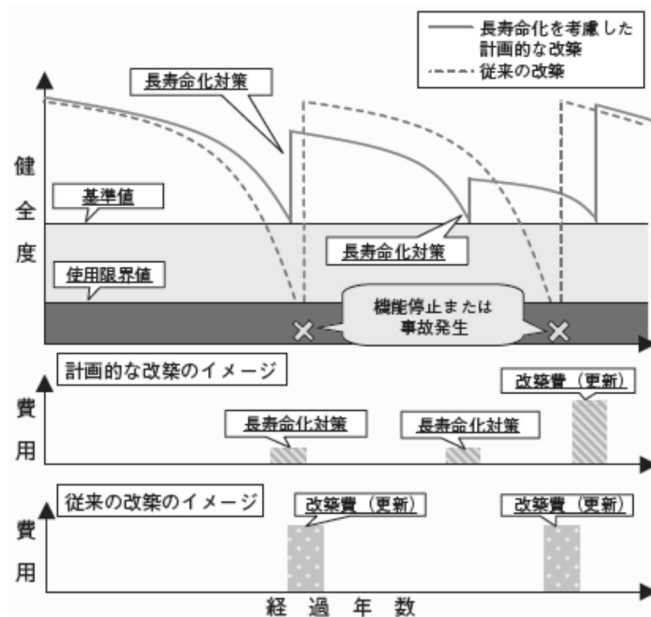 長寿命化を考慮した
計画的な改築
従来の改築
長寿命化対策
健全度
基準値
長寿命化対策
使用限界値
機能停止または
事故発生
計画的な改築のイメージ
改築費（更新）
費用
長寿命化対策
長寿命化対策
従来の改築のイメージ
改築費（更新）
改築費（更新）
費用
経過年数